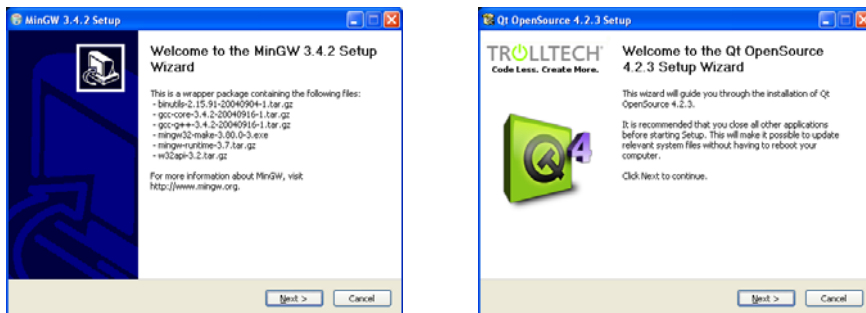 MinGW 3.4.2 Setup
Welcome to the MinGW 3.4.2 Setup
Wizard
This is a wrapper package containing the following files:
- binutils-2.15.91-20040904-1.tar.gz
- gcc-core-3.4.2-20040916-1.tar.gz
- gcc-g++-3.4.2-20040916-1.tar.gz
- mingw32-make-3.80.0-3.exe
- mingw-runtime-3.7.tar.gz
- w32api-3.2.tar.gz
For more information about MinGW, visit
http://www.mingw.org.
Next >
Cancel
Qt OpenSource 4.2.3 Setup
TROLLTECH
Code Less. Create More.
Q4
Welcome to the Qt OpenSource
4.2.3 Setup Wizard
This wizard will guide you through the installation of Qt
OpenSource 4.2.3.
It is recommended that you close all other applications
before starting Setup. This will make it possible to update
relevant system files without having to reboot your
computer.
Click Next to continue.
Next >
Cancel